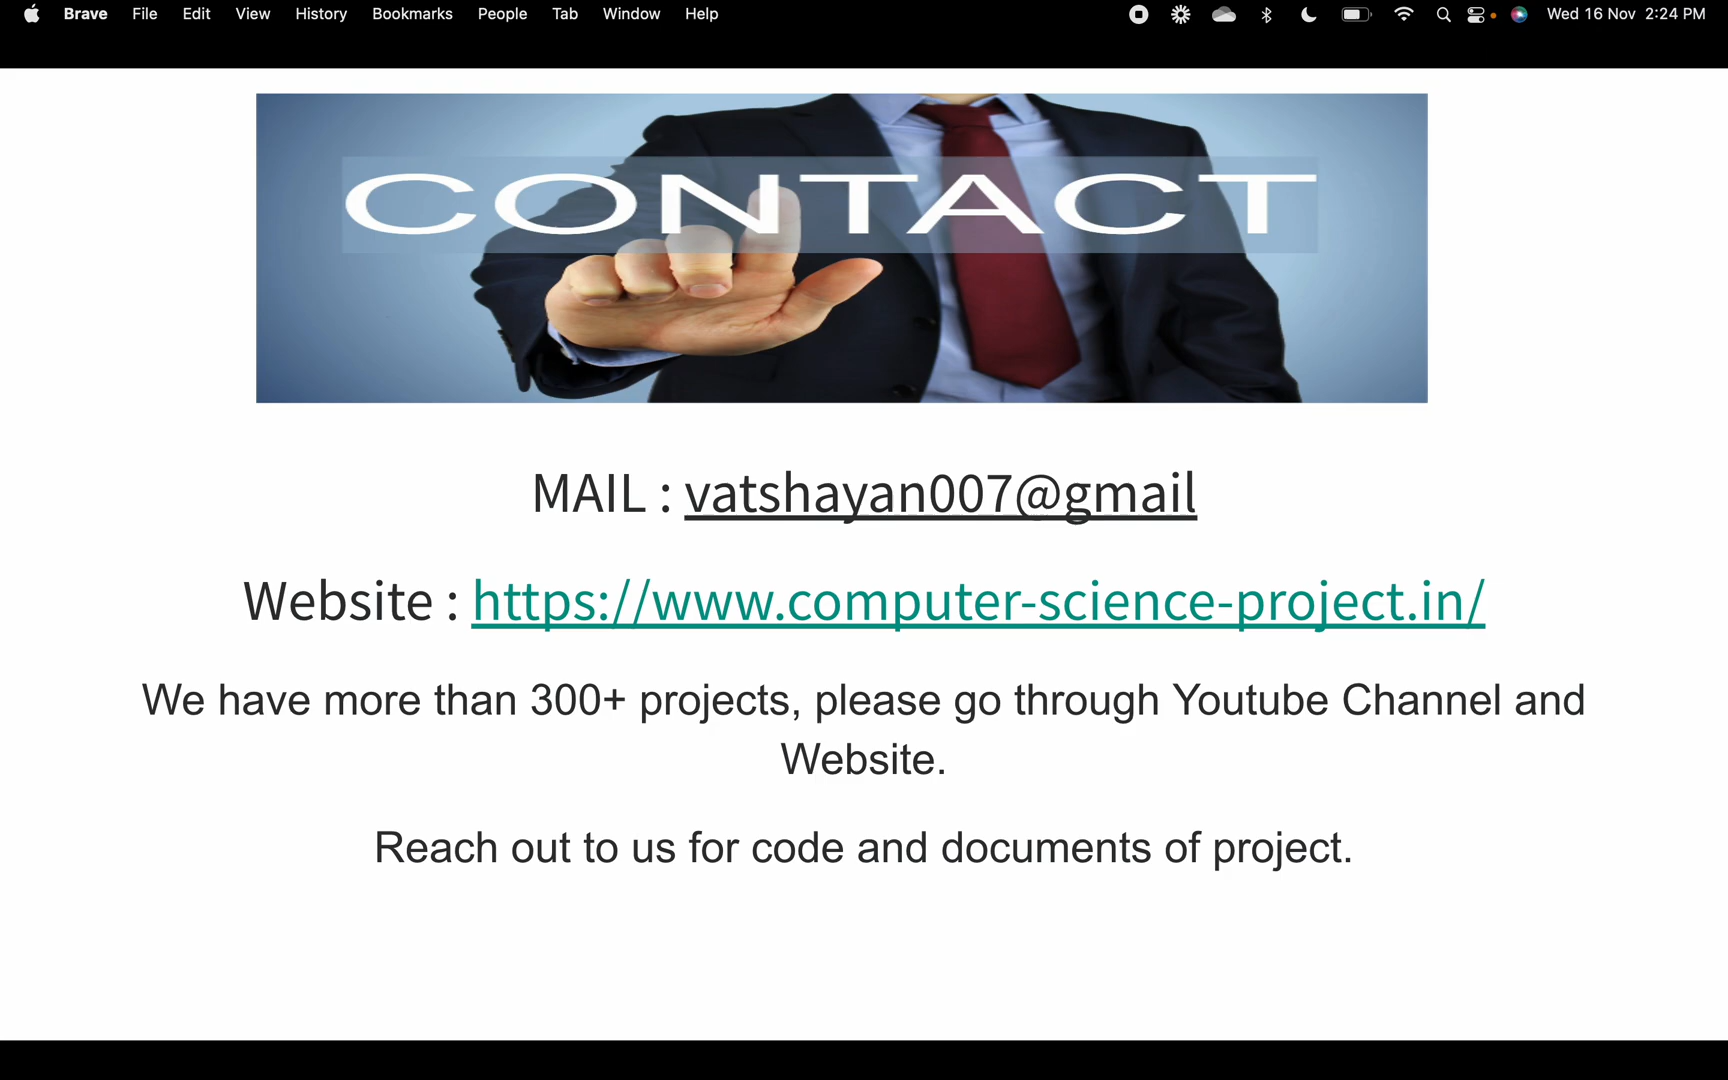 Brave File Edit View History Bookmarks People Tab Window Help Wed 16 Nov 2:24 PM
CONTACT
MAIL : vatshayan007@gmail
Website : https://www.computer-science-project.in/
We have more than 300+ projects, please go through Youtube Channel and
Website.
Reach out to us for code and documents of project.